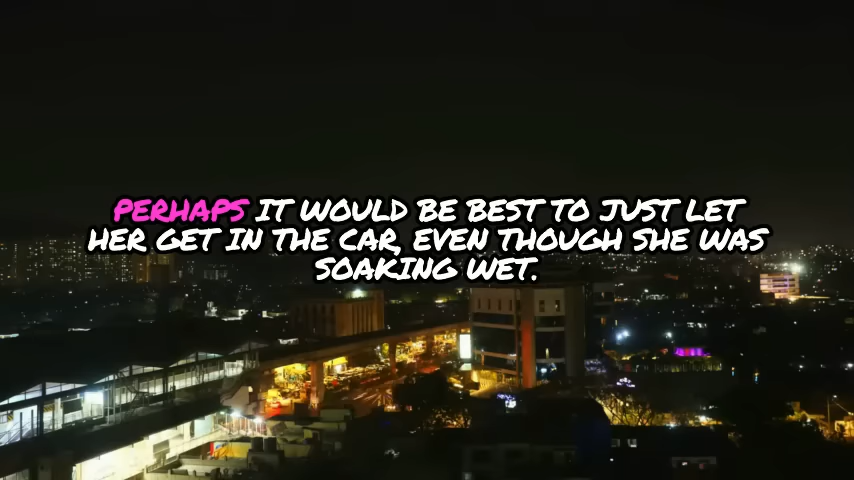 PERHAPS IT WOULD BE BEST TO JUST LET
HER GET IN THE CAR, EVEN THOUGH SHE WAS
SOAKING WET.